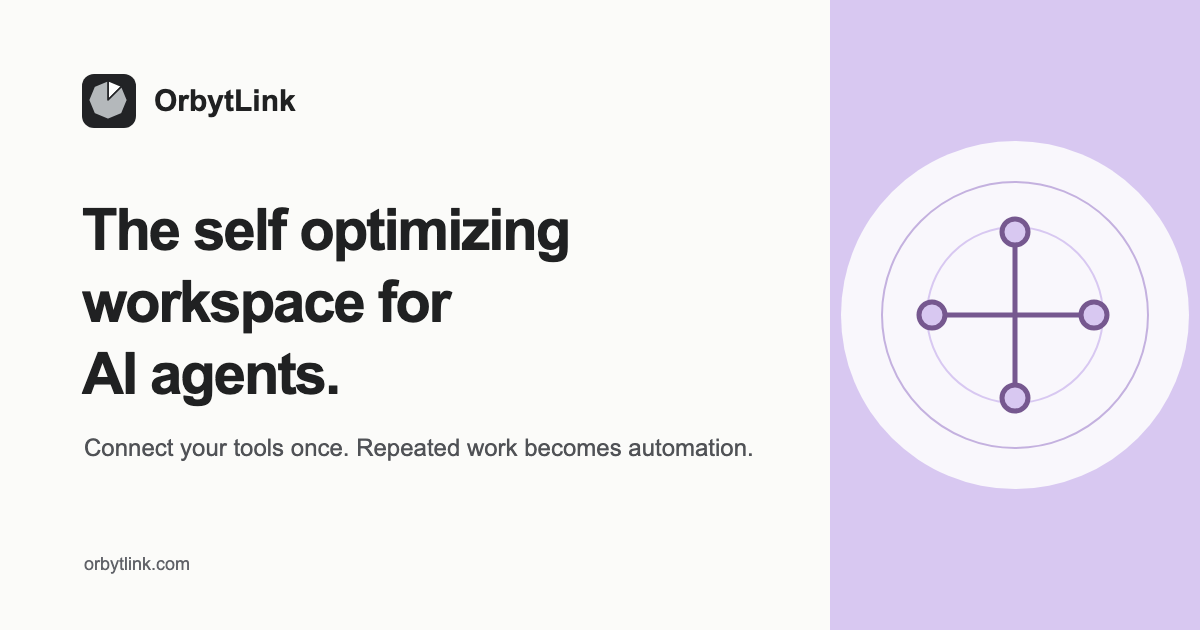 OrbytLink
The self optimizing
workspace for
AI agents.
Connect your tools once. Repeated work becomes automation.
orbytlink.com